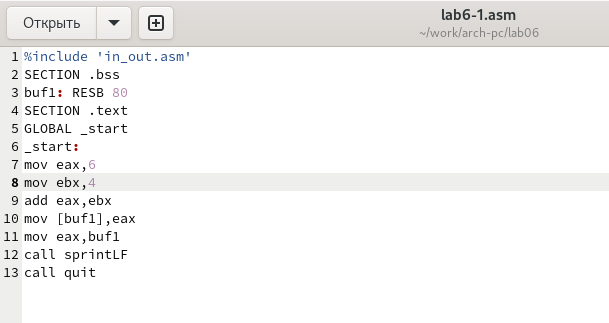 Открыть
lab6-1.asm
~/work/arch-pc/lab06
1 %include 'in_out.asm'
2 SECTION .bss
3 buf1: RESB 80
4 SECTION .text
5 GLOBAL _start
6 _start:
7 mov eax,6
8 mov ebx,4
9 add eax,ebx
10 mov [buf1],eax
11 mov eax,buf1
12 call sprintLF
13 call quit